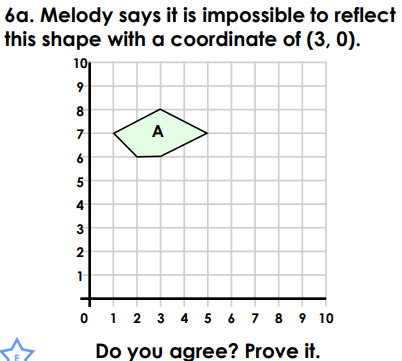 6a. Melody says it is impossible to reflect
this shape with a coordinate of (3, 0).
10
9
8
7
A
6
5
4
3
2
1
0 1 2 3 4 5 6 7 8 9 10
Do you agree? Prove it.
E